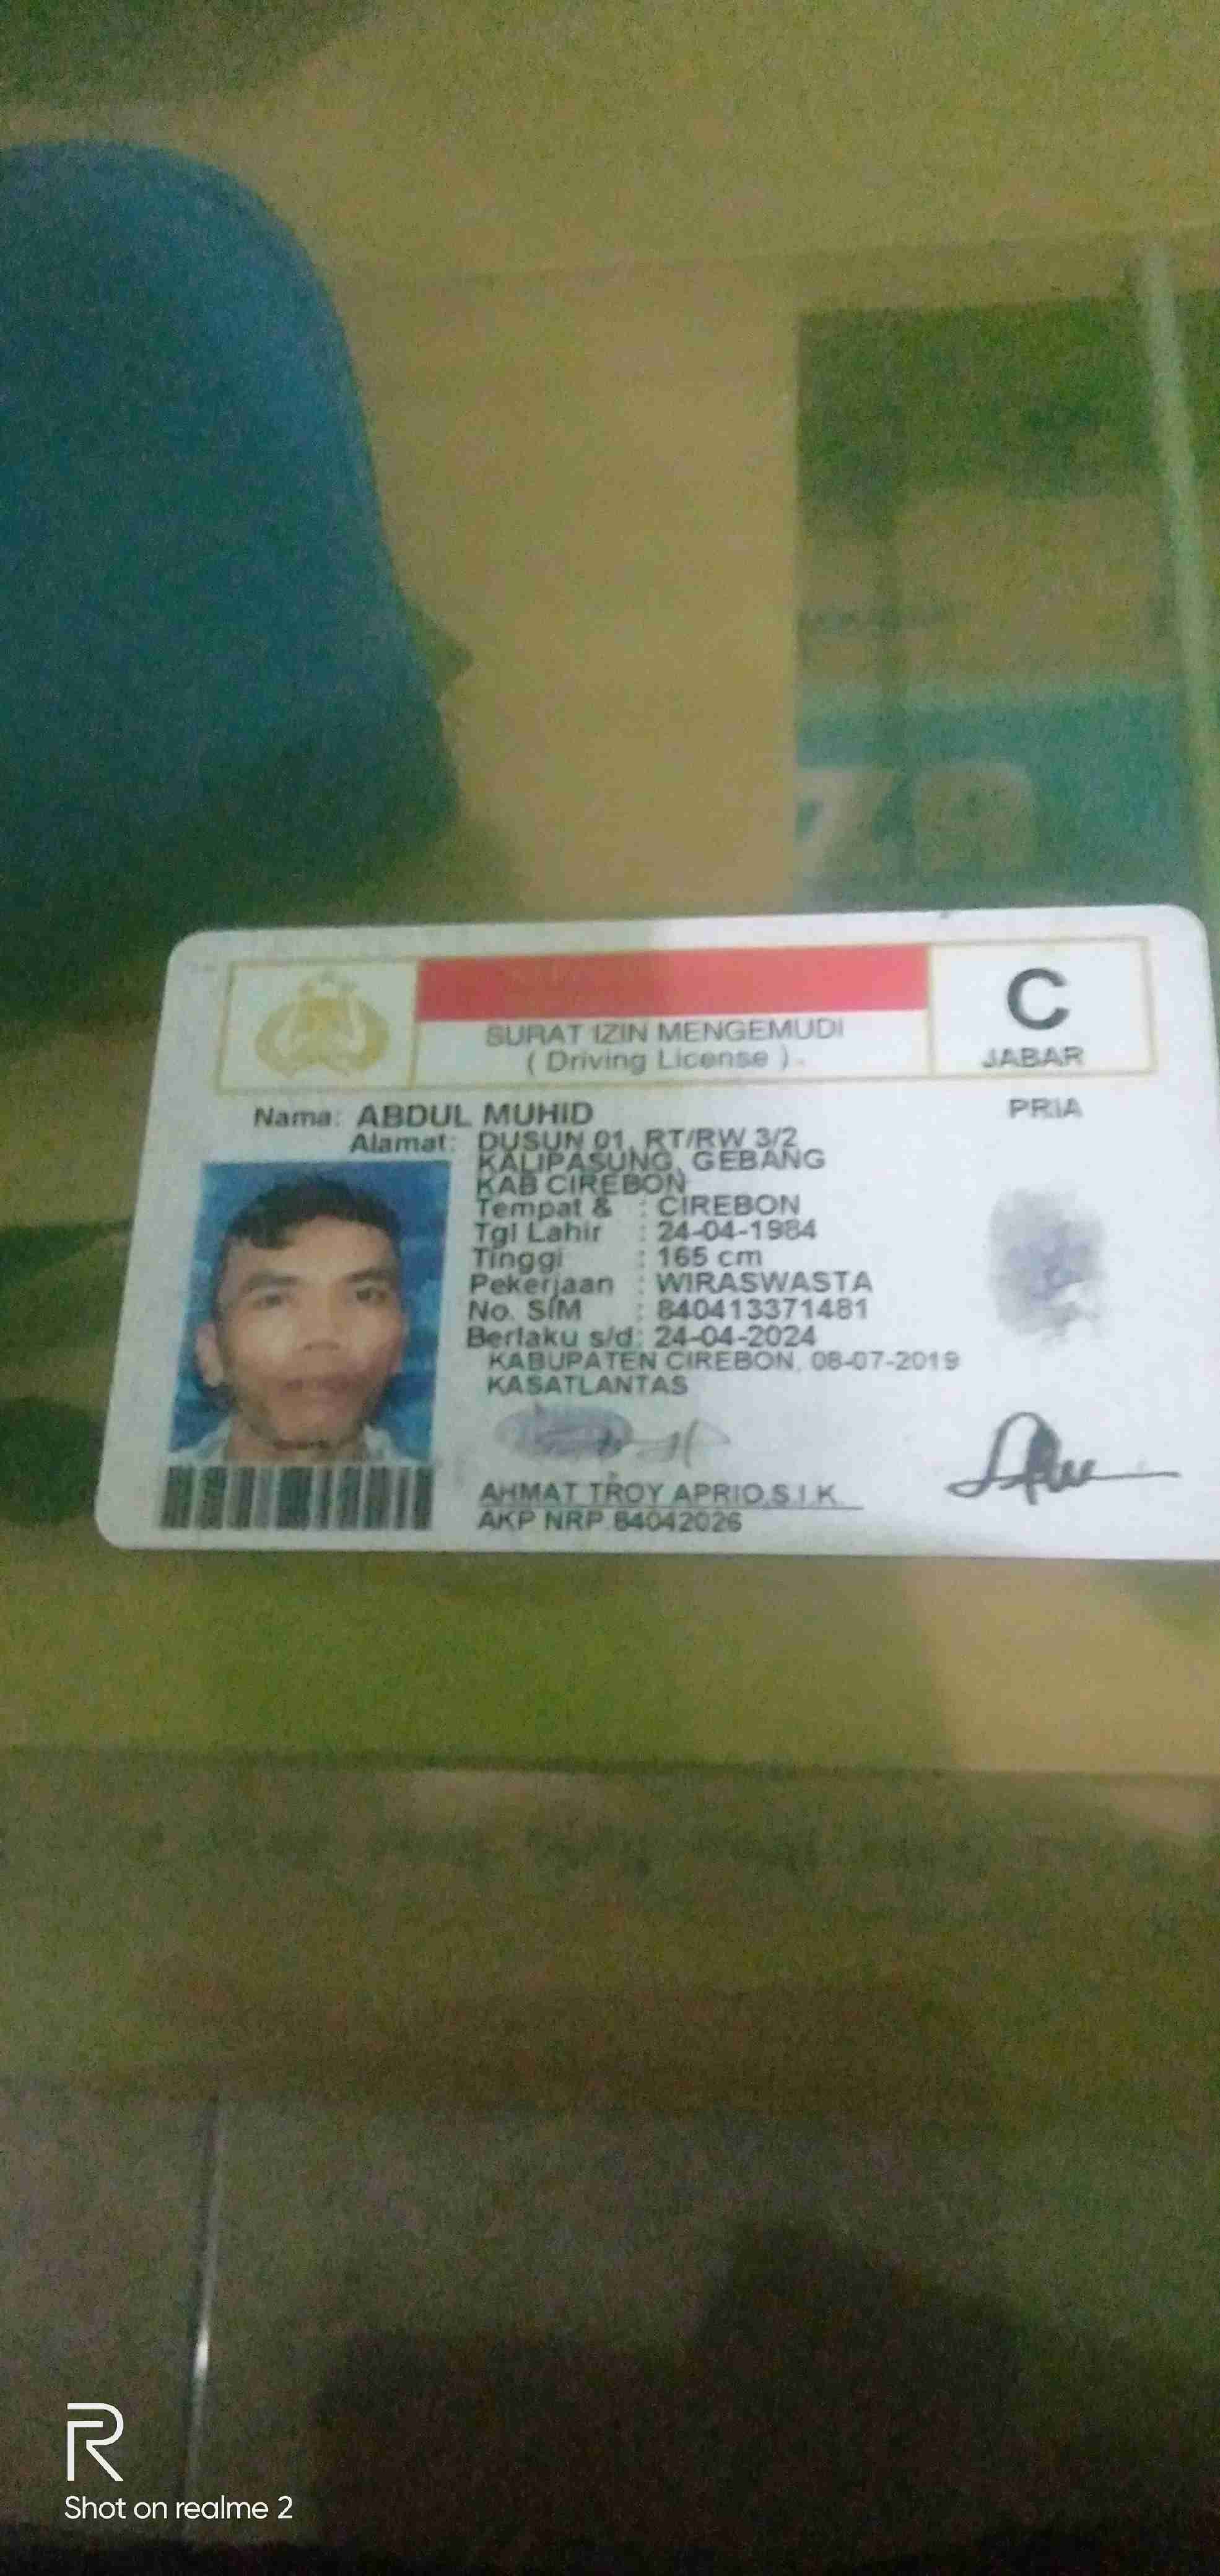 SURAT IZIN MENGEMUDI
( Driving License )
C
JABAR
Nama: ABDUL MUHID
PRIA
Alamat: DUSUN 01, RT/RW 3/2
KALIPASUNG, GEBANG
KAB CIREBON
Tempat & : CIREBON
Tgl Lahir : 24-04-1984
Tinggi : 165 cm
Pekerjaan : WIRASWASTA
No. SIM : 840413371481
Berlaku s/d: 24-04-2024
KABUPATEN CIREBON, 08-07-2019
KASATLANTAS
AHMAT TROY APRIO,S.I.K
AKP NRP.84042026
R
Shot on realme 2